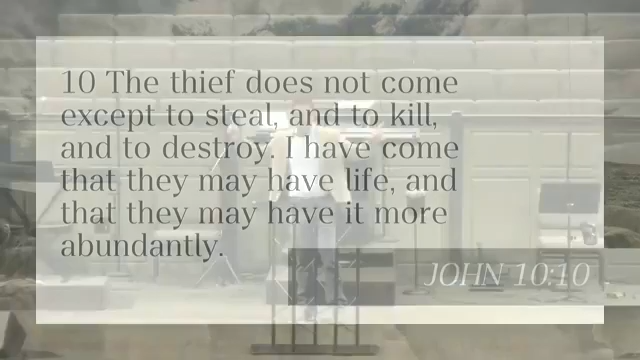 10 The thief does not come
except to steal, and to kill,
and to destroy. I have come
that they may have life, and
that they may have it more
abundantly.
JOHN 10:10